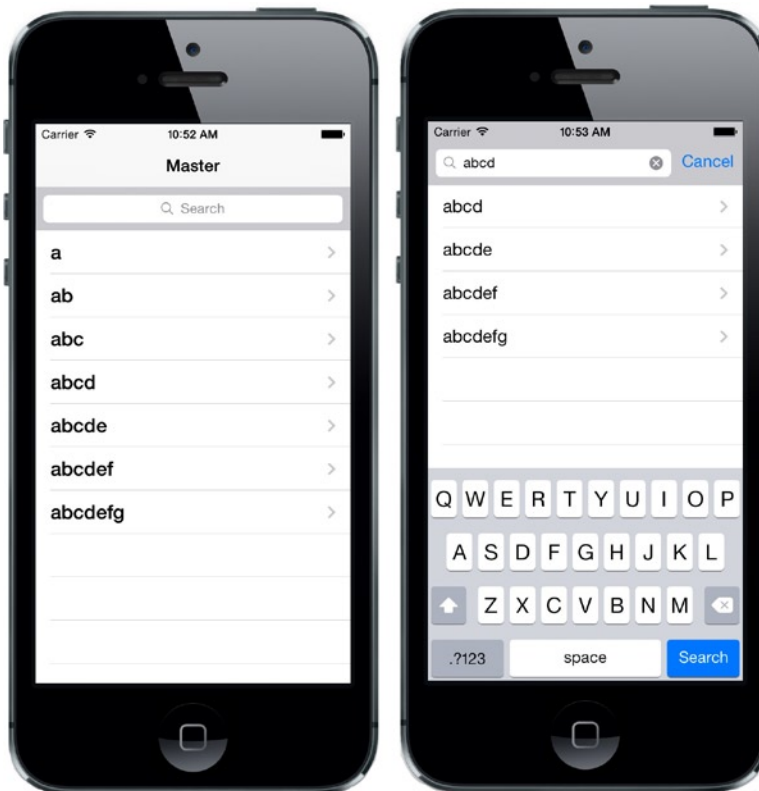 Carrier 10:52 AM
Master
Search
a
ab
abc
abcd
abcde
abcdef
abcdefg
Carrier 10:53 AM
abcd Cancel
abcd
abcde
abcdef
abcdefg
Q W E R T Y U I O P
A S D F G H J K L
Z X C V B N M
.?123 space Search